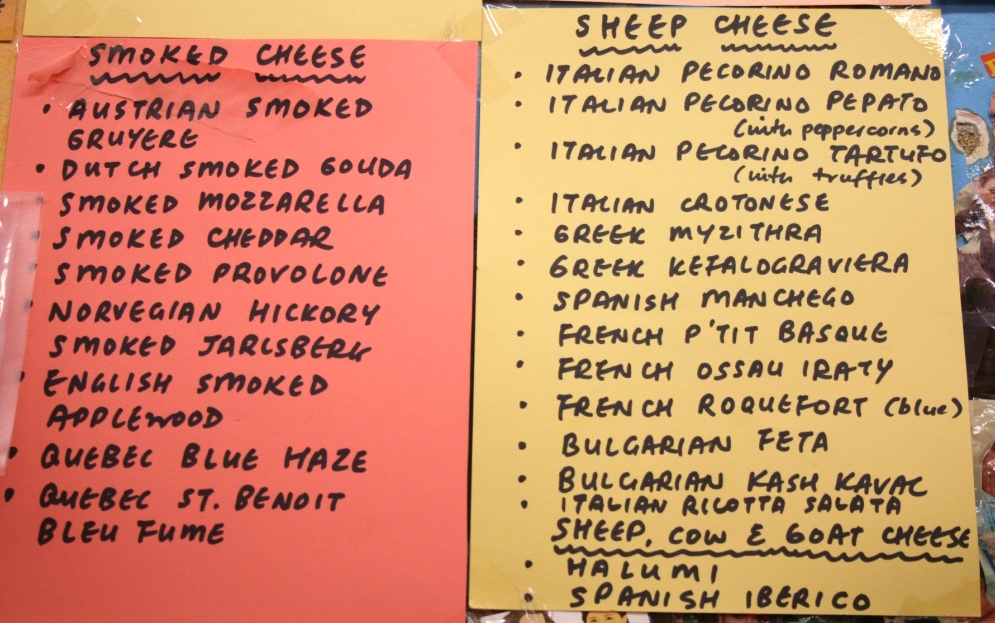 SMOKED CHEESE
• AUSTRIAN SMOKED
GRUYERE
• DUTCH SMOKED GOUDA
• SMOKED MOZZARELLA
• SMOKED CHEDDAR
• SMOKED PROVOLONE
• NORVEGIAN HICKORY
SMOKED JARLSBERG
• ENGLISH SMOKED
APPLEWOOD
• QUEBEC BLUE HAZE
• QUEBEC ST. BENOIT
BLEU FUME
SHEEP CHEESE
• ITALIAN PECORINO ROMANO
• ITALIAN PECORINO PEPATO
(with peppercorns)
• ITALIAN PECORINO TARTUFO
(with truffles)
• ITALIAN CROTONESE
• GREEK MYZITHRA
• GREEK KEFALOGRAVIERA
• SPANISH MANCHEGO
• FRENCH P'TIT BASQUE
• FRENCH OSSAU IRATY
• FRENCH ROQUEFORT (blue)
• BULGARIAN FETA
• BULGARIAN KASH KAVAL
• ITALIAN RICOTTA SALATA
SHEEP, COW & GOAT CHEESE
• HALUMI
• SPANISH IBERICO